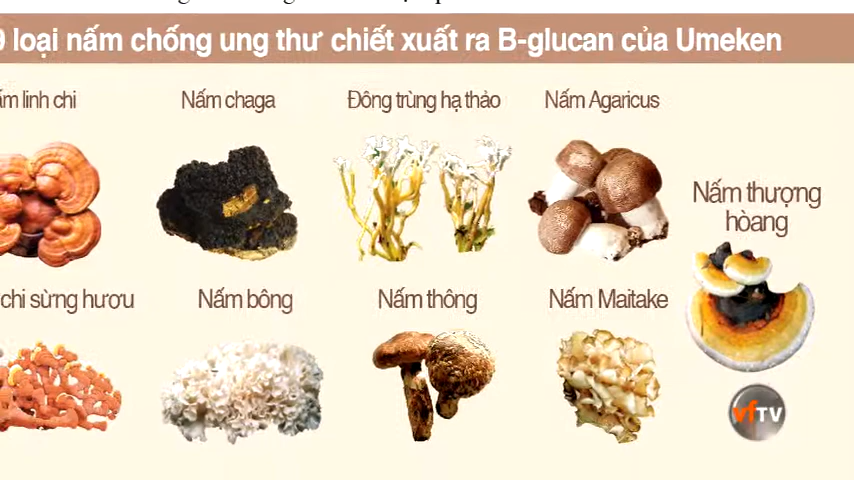 9 loại nấm chống ung thư chiết xuất ra B-glucan của Umeken
linh chi
Nấm chaga
Đông trùng hạ thảo
Nấm Agaricus
Nấm thượng
hòang
chi sừng hươu
Nấm bông
Nấm thông
Nấm Maitake
vfTV